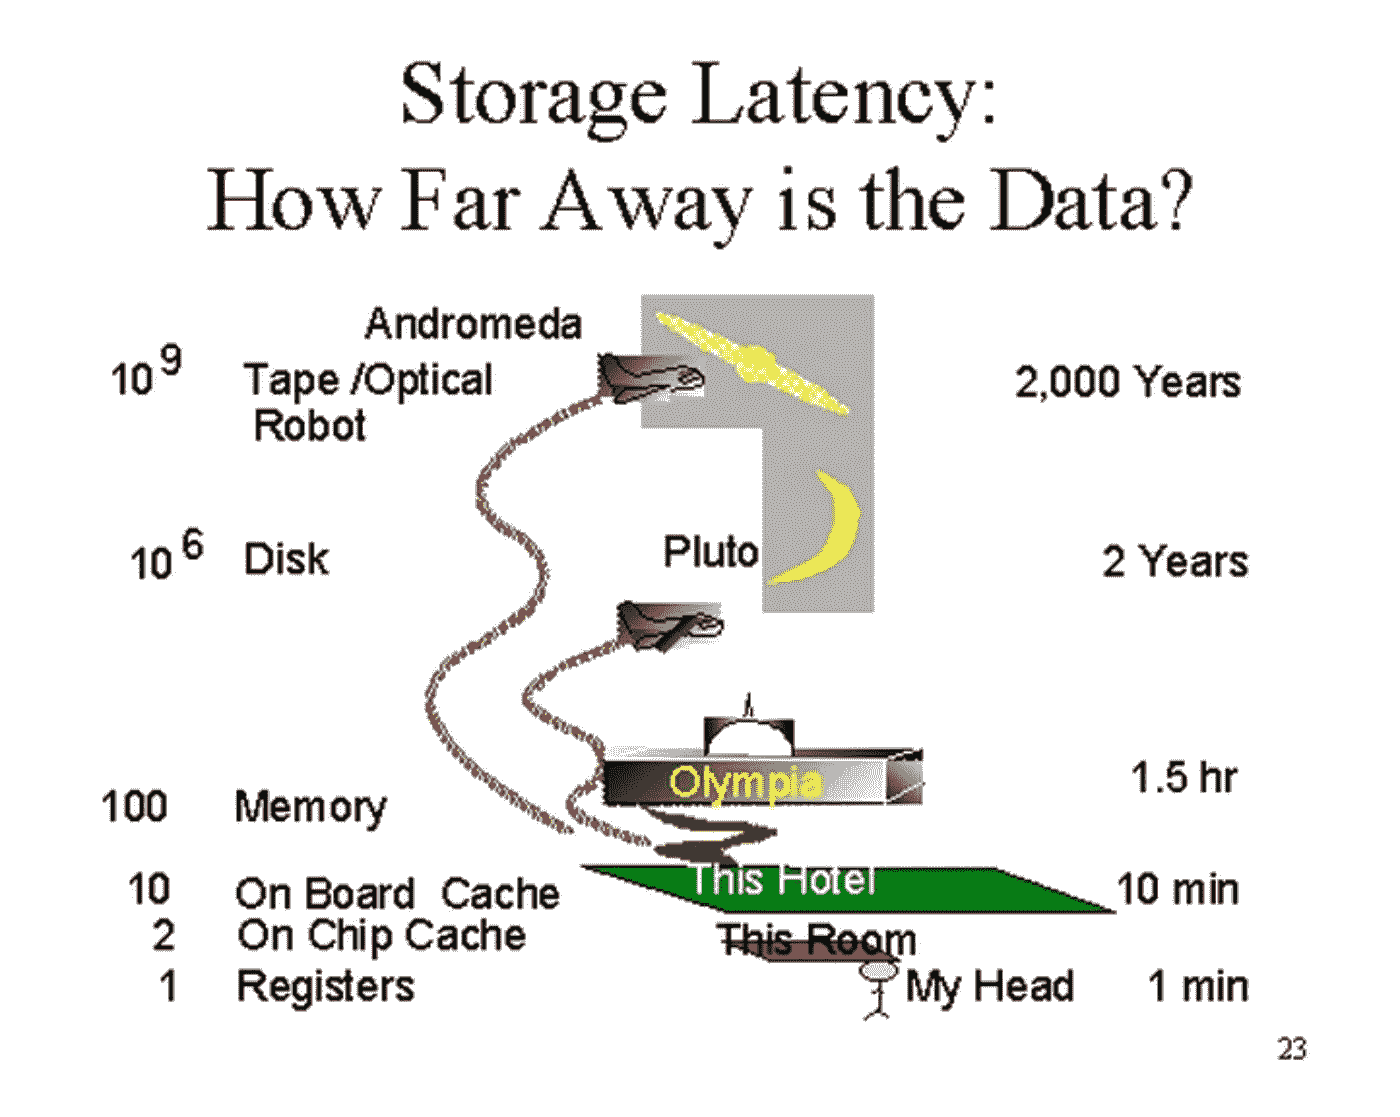 Storage Latency:
How Far Away is the Data?
Andromeda
10^9 Tape /Optical 2,000 Years
Robot
10^6 Disk Pluto 2 Years
Olympia 1.5 hr
100 Memory
This Hotel
10 On Board Cache 10 min
2 On Chip Cache This Room
1 Registers My Head 1 min
23